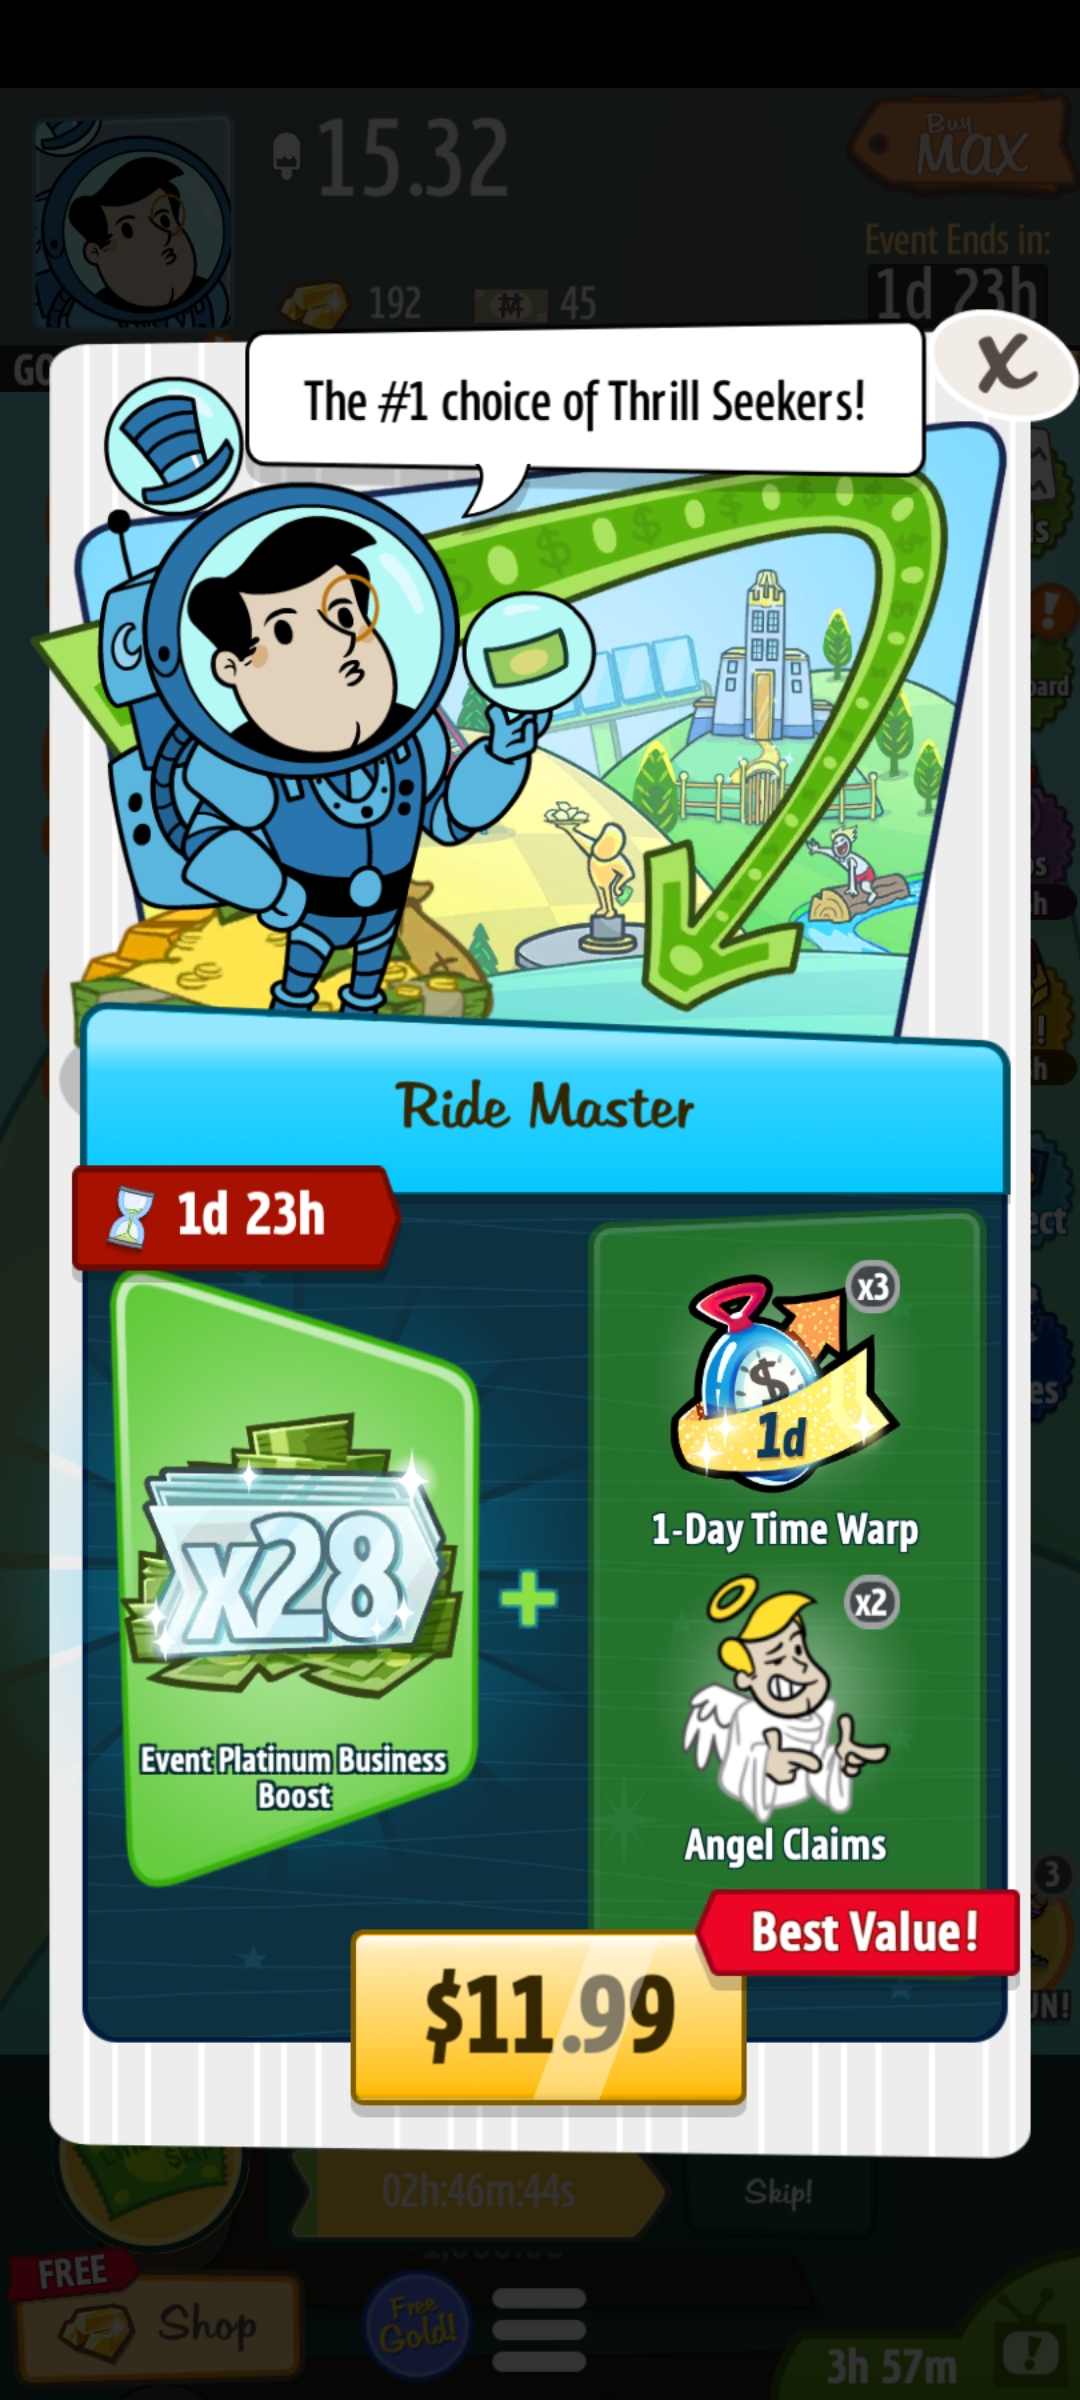 15.32
Buy
Max
Event Ends in:
1d 23h
192
45
GO
The #1 choice of Thrill Seekers!
X
Ride Master
1d 23h
x28
Event Platinum Business
Boost
x3
$
1d
1-Day Time Warp
x2
Angel Claims
Best Value!
$11.99
3
02h:46m:44s
Skip!
FREE
Shop
Free
Gold!
3h 57m